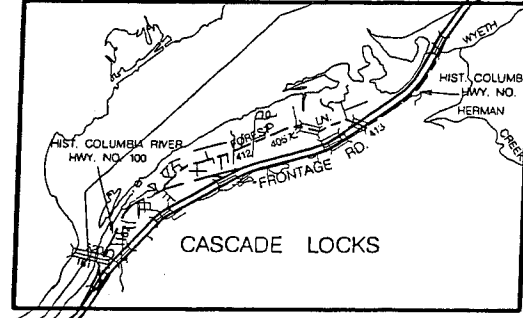 WYETH
HIST. COLUMB
HWY. NO.
HERMAN
CREEK
FOREST
LN.
405
412
413
HIST. COLUMBIA RIVER
HWY. NO. 100
FRONTAGE RD.
CASCADE LOCKS